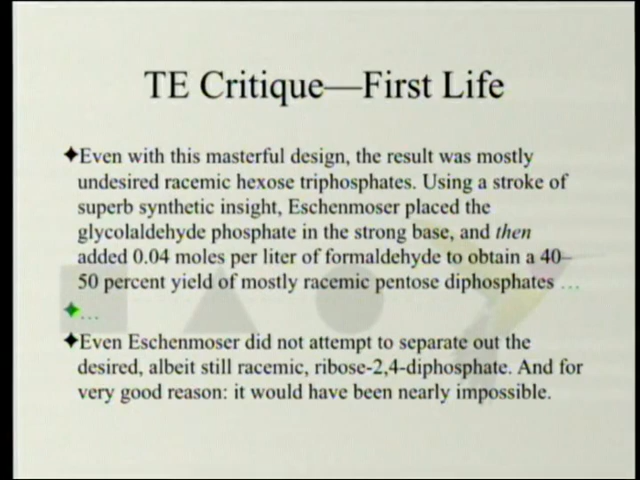 TE Critique—First Life
✦Even with this masterful design, the result was mostly
undesired racemic hexose triphosphates. Using a stroke of
superb synthetic insight, Eschenmoser placed the
glycolaldehyde phosphate in the strong base, and then
added 0.04 moles per liter of formaldehyde to obtain a 40–
50 percent yield of mostly racemic pentose diphosphates …
✦…
✦Even Eschenmoser did not attempt to separate out the
desired, albeit still racemic, ribose-2,4-diphosphate. And for
very good reason: it would have been nearly impossible.